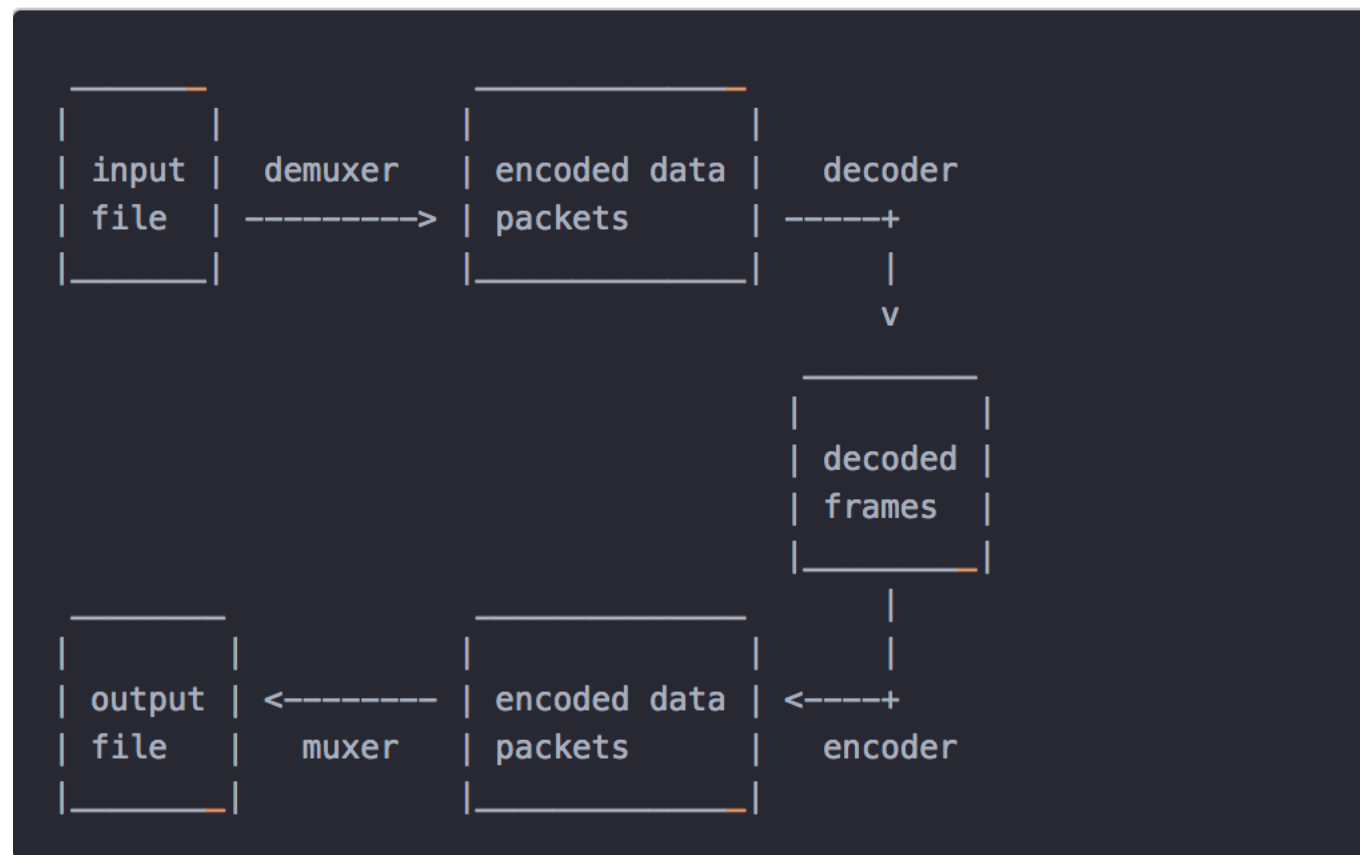 input demuxer encoded data decoder
file ---------> packets -----+
v
decoded
frames
output <-------- encoded data <----+
file muxer packets encoder